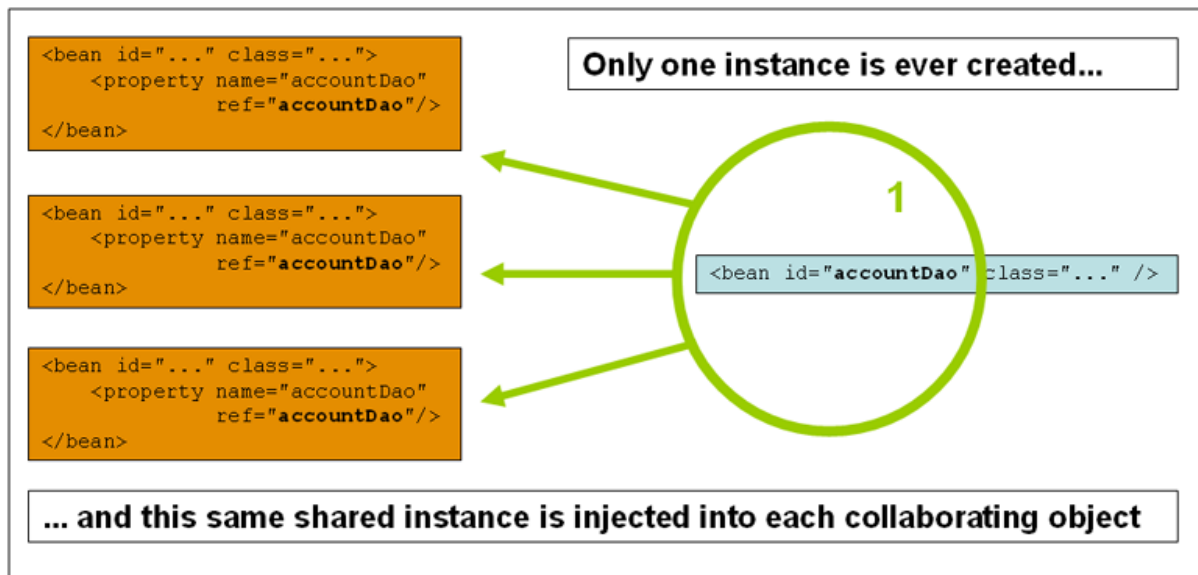 <bean id="..." class="...">
    <property name="accountDao"
              ref="accountDao"/>
</bean>
Only one instance is ever created...
<bean id="..." class="...">
    <property name="accountDao"
              ref="accountDao"/>
</bean>
1
<bean id="accountDao" class="..." />
<bean id="..." class="...">
    <property name="accountDao"
              ref="accountDao"/>
</bean>
... and this same shared instance is injected into each collaborating object